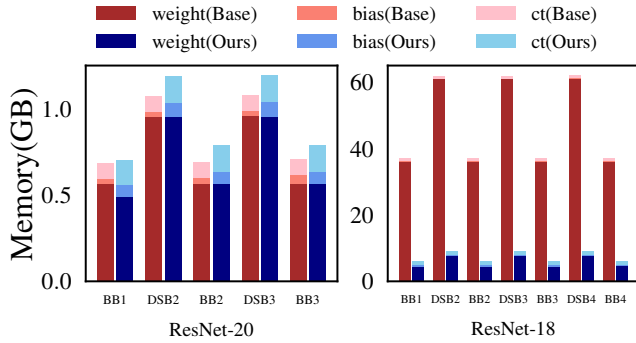 weight(Base) bias(Base) ct(Base)
weight(Ours) bias(Ours) ct(Ours)
Memory(GB)
1.0
0.5
0.0
BB1 DSB2 BB2 DSB3 BB3
ResNet-20
60
40
20
0
BB1 DSB2 BB2 DSB3 BB3 DSB4 BB4
ResNet-18